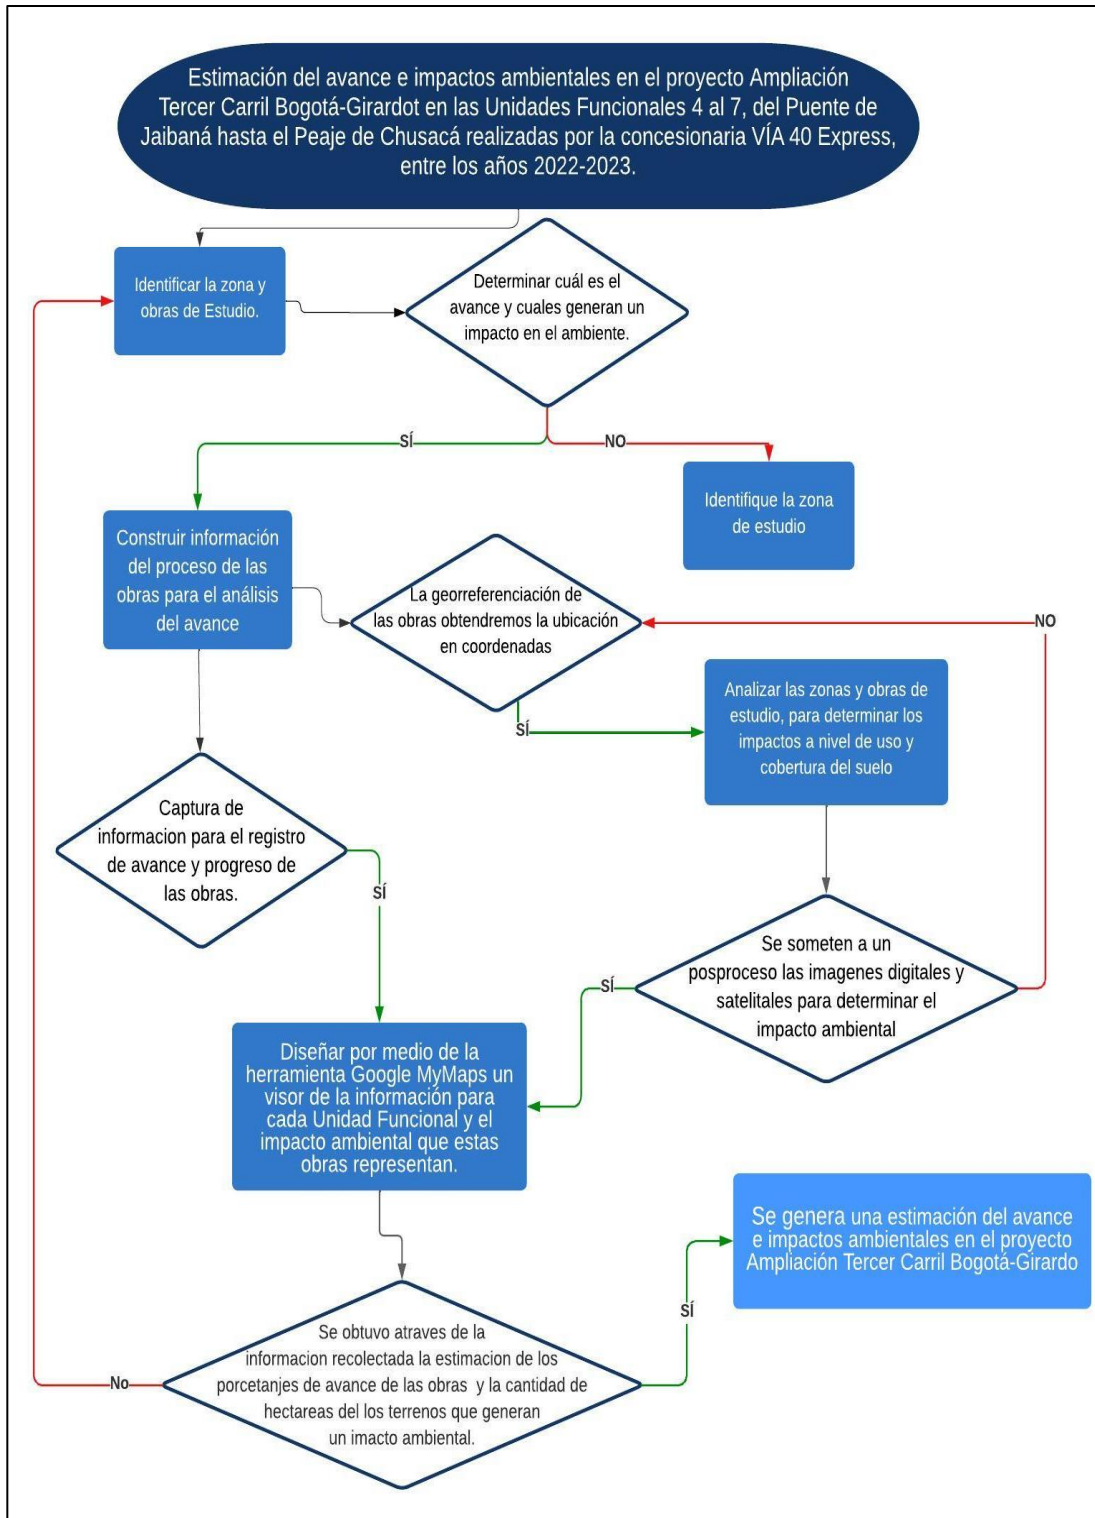 Estimación del avance e impactos ambientales en el proyecto Ampliación
Tercer Carril Bogotá-Girardot en las Unidades Funcionales 4 al 7, del Puente de
Jaibaná hasta el Peaje de Chusacá realizadas por la concesionaria VÍA 40 Express,
entre los años 2022-2023.
Identificar la zona y
obras de Estudio.
Determinar cuál es el
avance y cuales generan un
impacto en el ambiente.
SÍ
NO
Identifique la zona
de estudio
Construir información
del proceso de las
obras para el análisis
del avance
La georreferenciación de
las obras obtendremos la ubicación
en coordenadas
NO
SÍ
Analizar las zonas y obras de
estudio, para determinar los
impactos a nivel de uso y
cobertura del suelo
Captura de
informacion para el registro
de avance y progreso de
las obras.
SÍ
Se someten a un
posproceso las imagenes digitales y
satelitales para determinar el
impacto ambiental
SÍ
Diseñar por medio de la
herramienta Google MyMaps un
visor de la información para
cada Unidad Funcional y el
impacto ambiental que estas
obras representan.
Se genera una estimación del avance
e impactos ambientales en el proyecto
Ampliación Tercer Carril Bogotá-Girardo
SÍ
Se obtuvo atraves de la
informacion recolectada la estimacion de los
porcetanjes de avance de las obras y la cantidad de
hectareas del los terrenos que generan
un imacto ambiental.
No